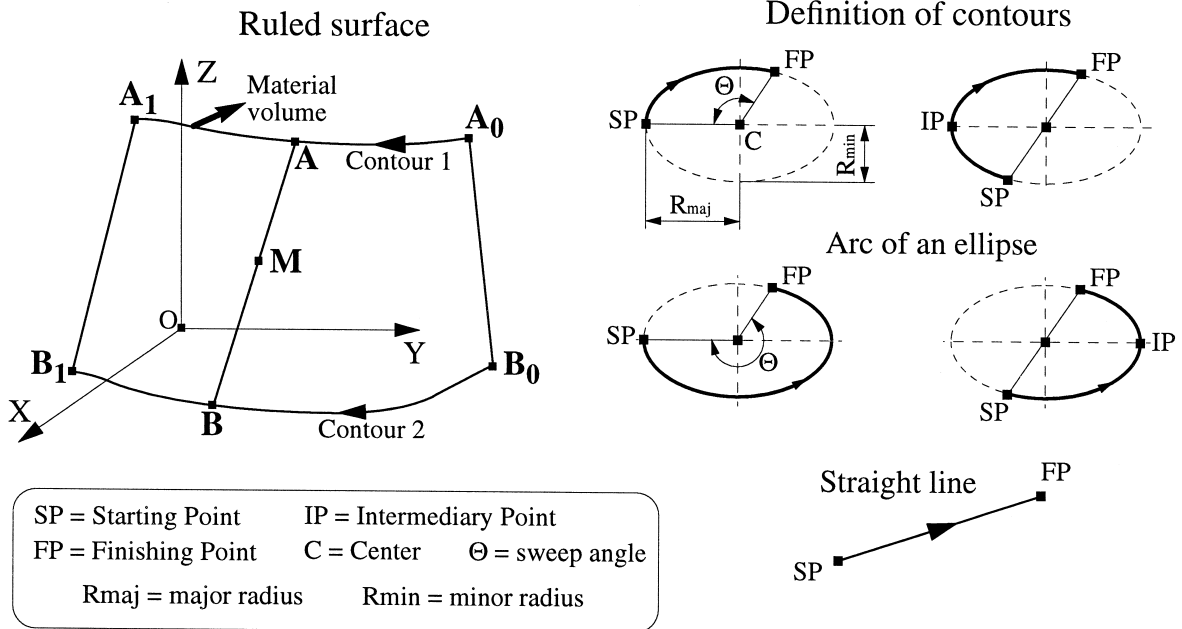 Ruled surface
Z
Material
volume
A1
A0
A
Contour 1
M
O
Y
B1
B0
X
B
Contour 2
Definition of contours
FP
Θ
SP
C
Rmin
Rmaj
FP
IP
SP
Arc of an ellipse
FP
SP
Θ
FP
IP
SP
Straight line
FP
SP
SP = Starting Point IP = Intermediary Point
FP = Finishing Point C = Center Θ = sweep angle
Rmaj = major radius Rmin = minor radius